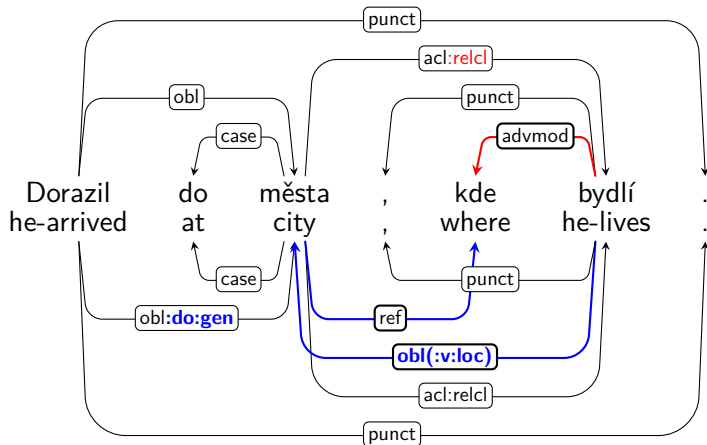 punct
acl:relcl
obl
punct
case
advmod
Dorazil do města , kde bydlí .
he-arrived at city , where he-lives .
case
punct
obl:do:gen
ref
obl(:v:loc)
acl:relcl
punct